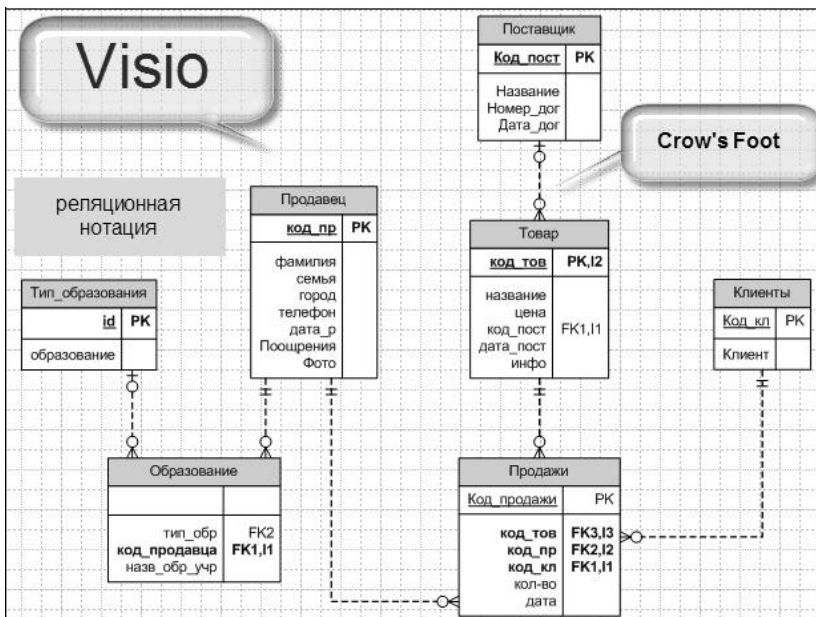 Visio
Crow's Foot
реляционная
нотация
Поставщик
Код_пост PK
Название
Номер_дог
Дата_дог
Продавец
код_пр PK
фамилия
семья
город
телефон
дата_р
Поощрения
Фото
Товар
код_тов PK,I2
название
цена
код_пост FK1,I1
дата_пост
инфо
Тип_образования
id PK
образование
Клиенты
Код_кл PK
Клиент
Образование
тип_обр FK2
код_продавца FK1,I1
назв_обр_учр
Продажи
Код_продажи PK
код_тов FK3,I3
код_пр FK2,I2
код_кл FK1,I1
кол-во
дата